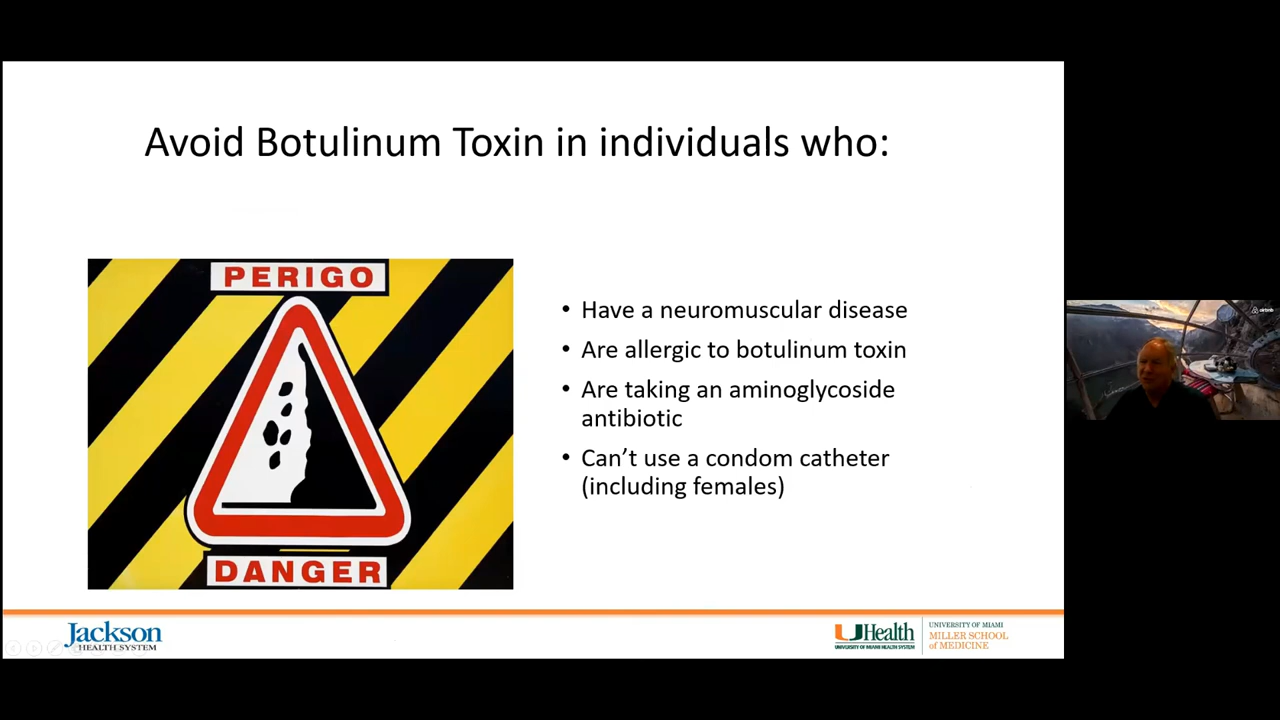 Avoid Botulinum Toxin in individuals who:
PERIGO
DANGER
• Have a neuromuscular disease
• Are allergic to botulinum toxin
• Are taking an aminoglycoside
antibiotic
• Can’t use a condom catheter
(including females)
airbnb
Jackson
HEALTH SYSTEM
UHealth
UNIVERSITY OF MIAMI HEALTH SYSTEM
UNIVERSITY OF MIAMI
MILLER SCHOOL
of MEDICINE